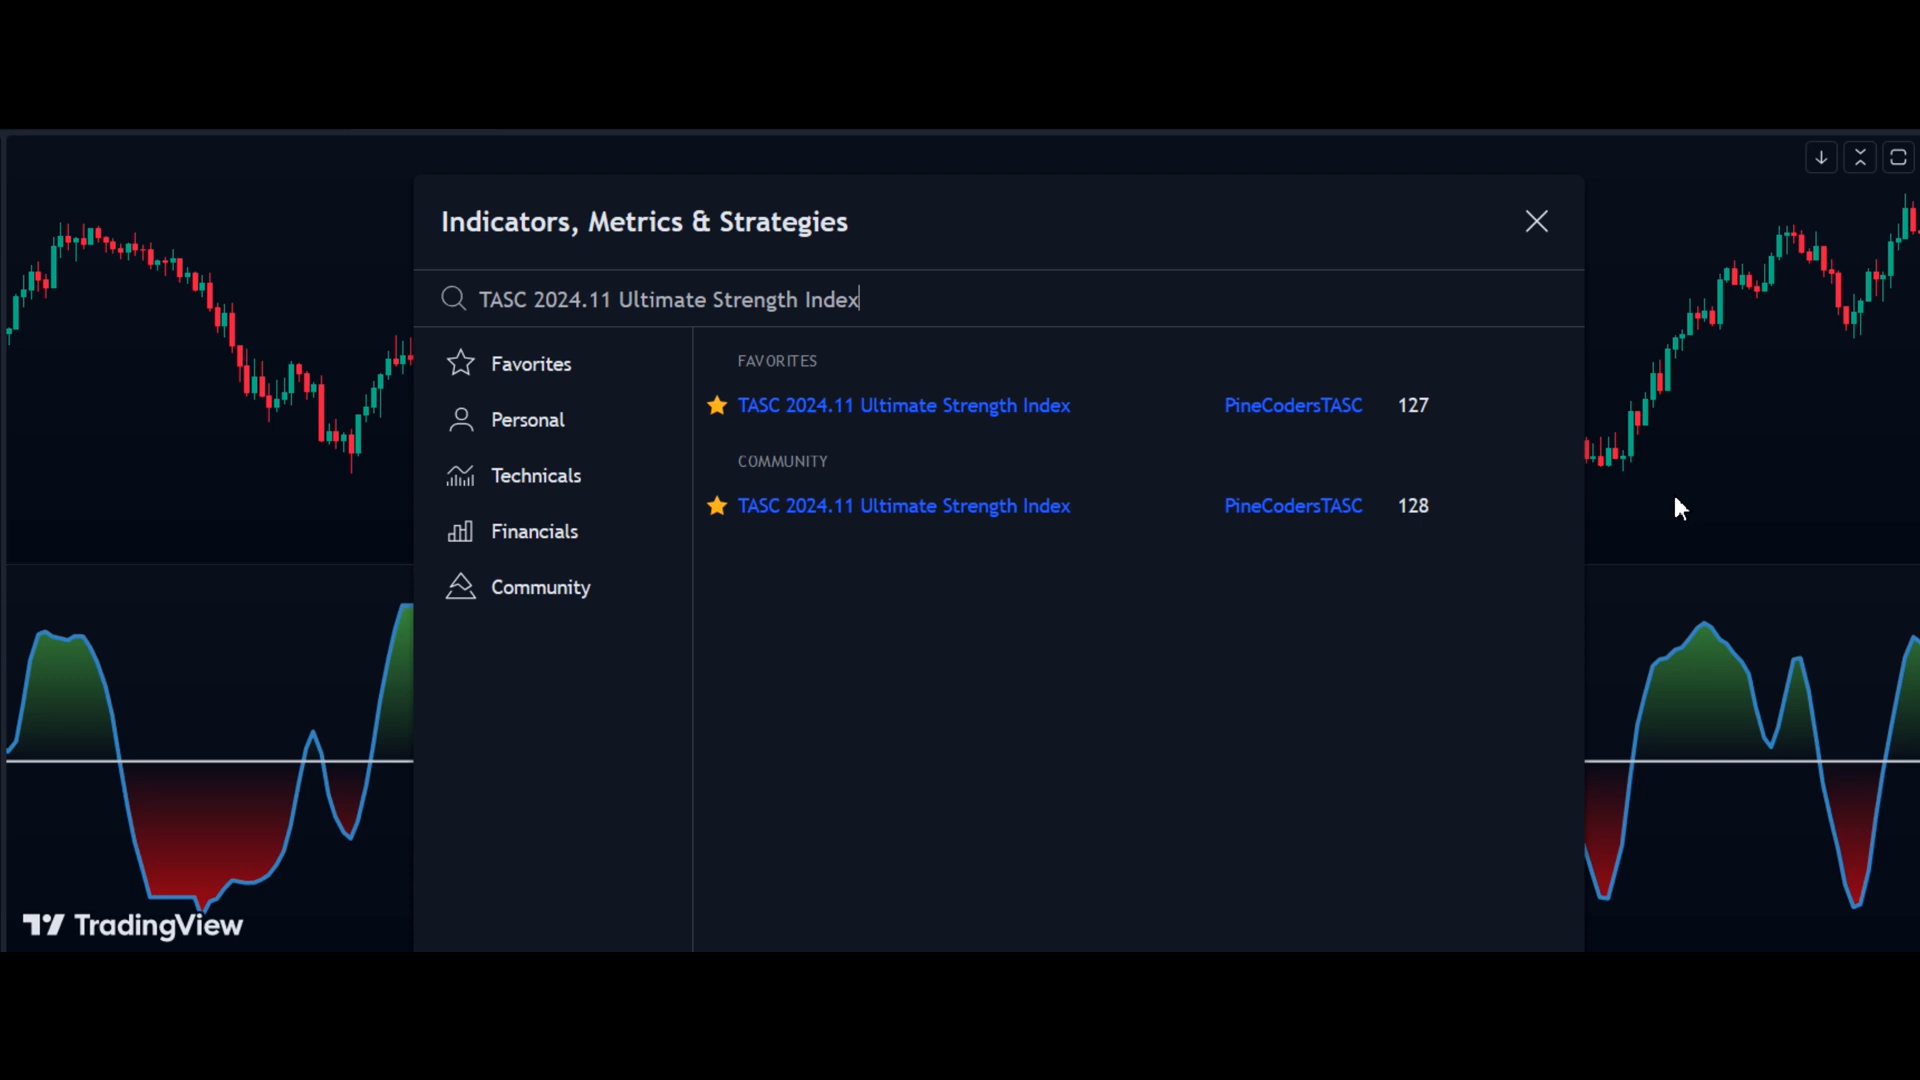 Indicators, Metrics & Strategies
TASC 2024.11 Ultimate Strength Index
Favorites
Personal
Technicals
Financials
Community
FAVORITES
TASC 2024.11 Ultimate Strength Index PineCodersTASC 127
COMMUNITY
TASC 2024.11 Ultimate Strength Index PineCodersTASC 128
TradingView